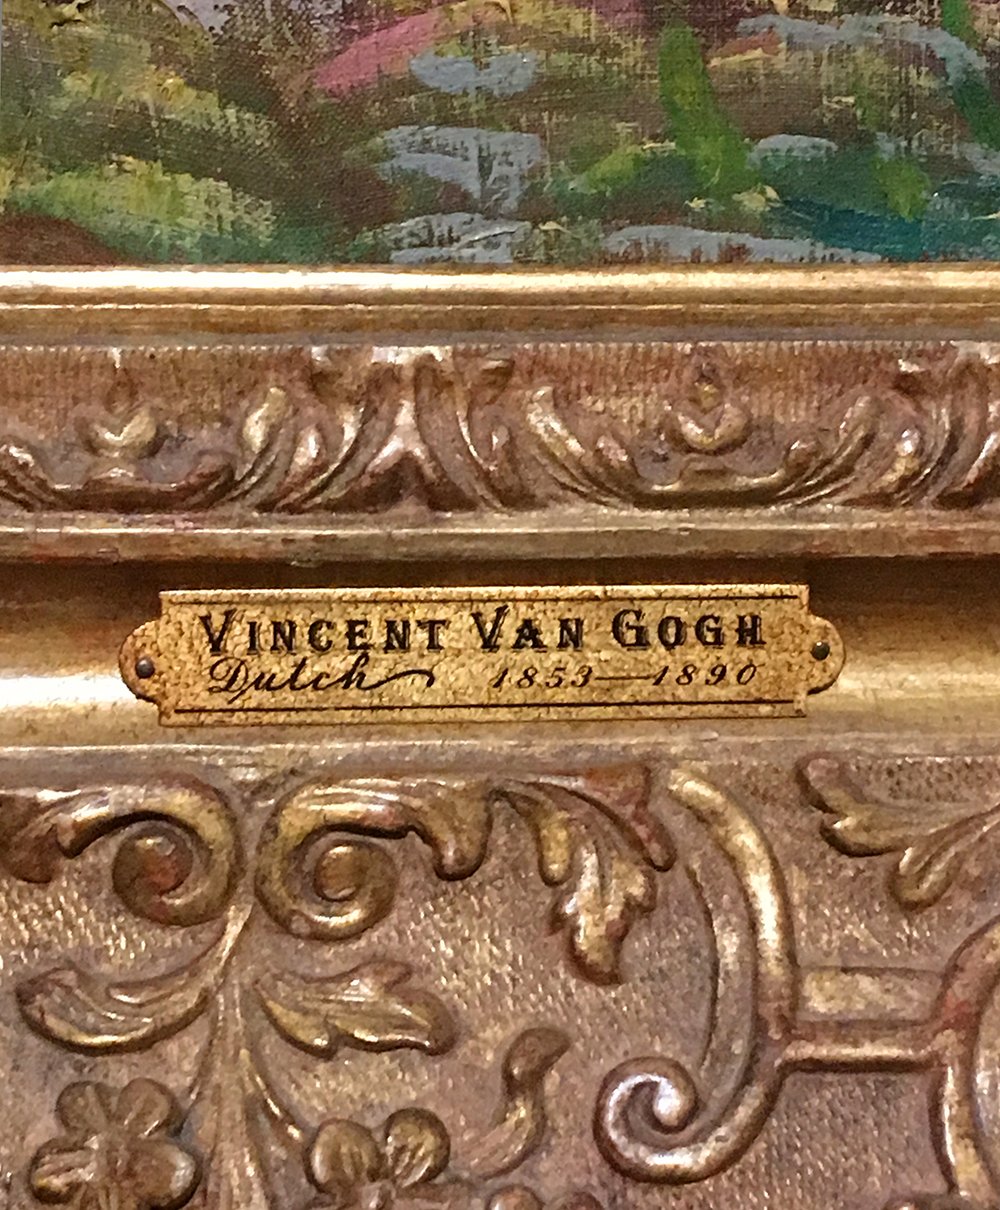 VINCENT VAN GOGH
Dutch 1853—1890